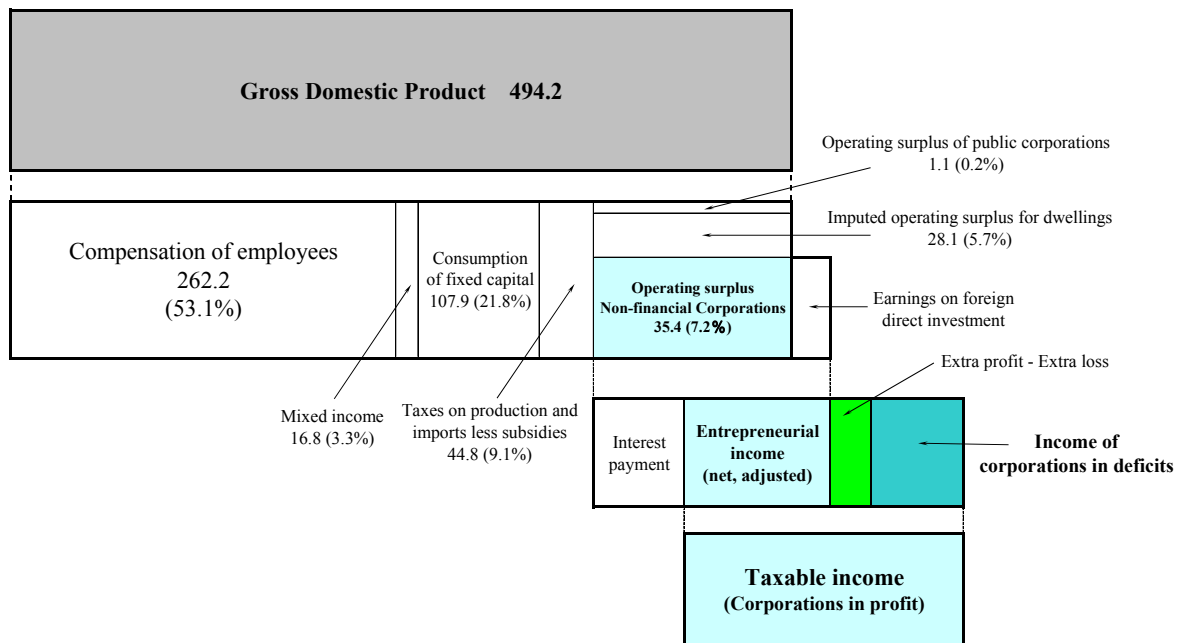 Gross Domestic Product 494.2
Operating surplus of public corporations
1.1 (0.2%)
Imputed operating surplus for dwellings
28.1 (5.7%)
Compensation of employees
262.2
(53.1%)
Consumption
of fixed capital
107.9 (21.8%)
Operating surplus
Non-financial Corporations
35.4 (7.2%)
Earnings on foreign
direct investment
Extra profit - Extra loss
Mixed income
16.8 (3.3%)
Taxes on production and
imports less subsidies
44.8 (9.1%)
Interest
payment
Entrepreneurial
income
(net, adjusted)
Income of
corporations in deficits
Taxable income
(Corporations in profit)